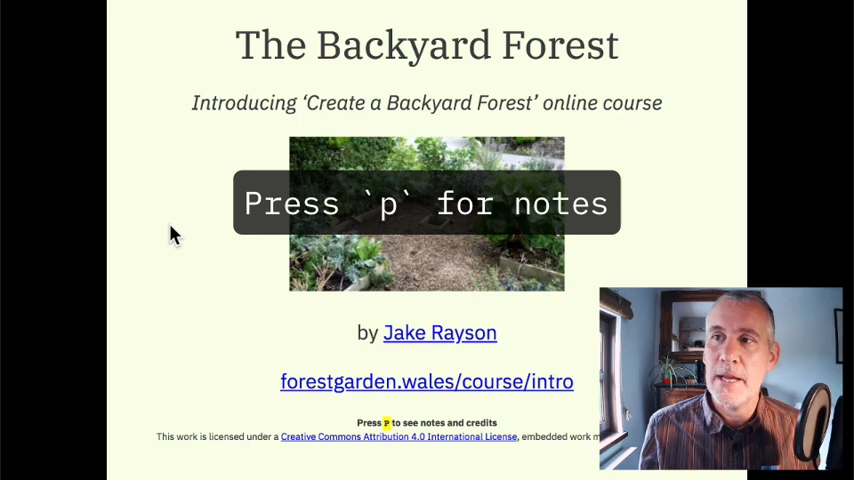 The Backyard Forest
Introducing ‘Create a Backyard Forest’ online course
Press `p` for notes
by Jake Rayson
forestgarden.wales/course/intro
Press P to see notes and credits
This work is licensed under a Creative Commons Attribution 4.0 International License, embedded work